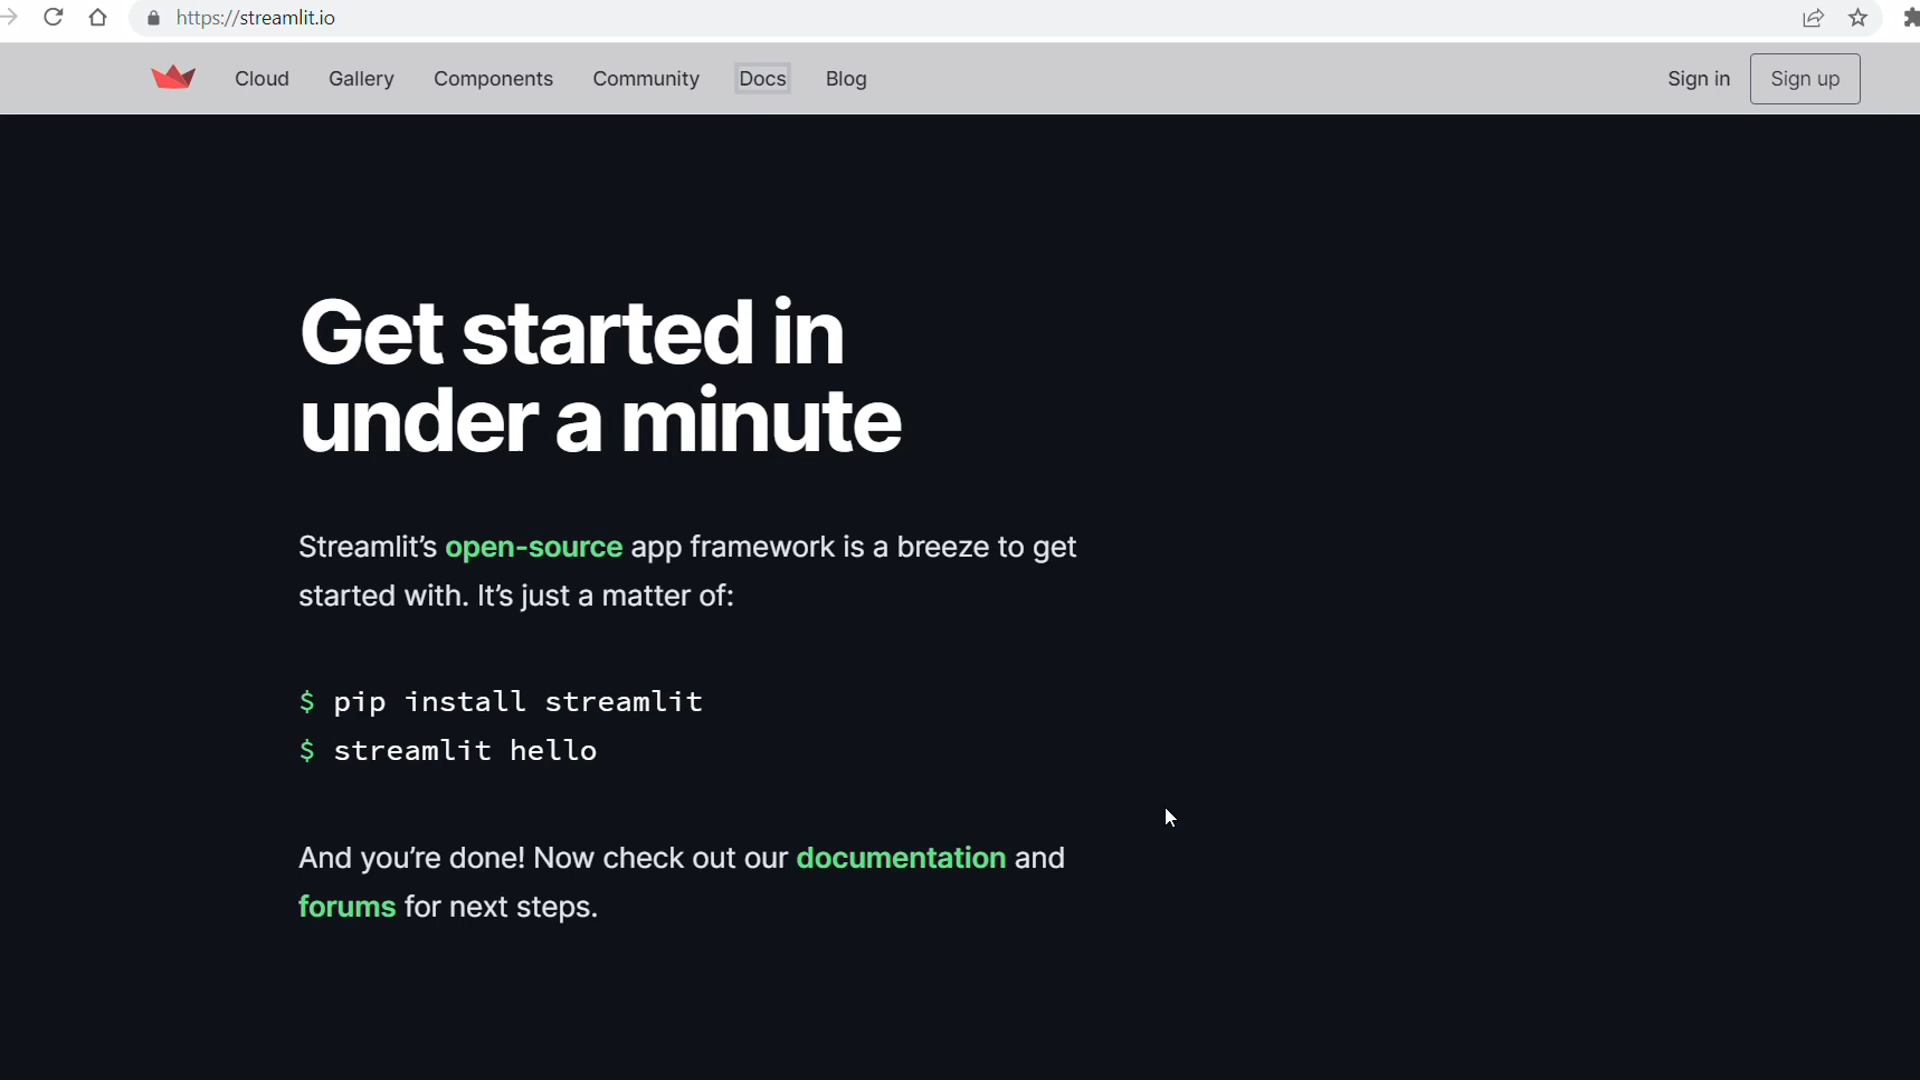 https://streamlit.io
Cloud Gallery Components Community Docs Blog Sign in Sign up
Get started in
under a minute
Streamlit’s open-source app framework is a breeze to get
started with. It’s just a matter of:
$ pip install streamlit
$ streamlit hello
And you’re done! Now check out our documentation and
forums for next steps.